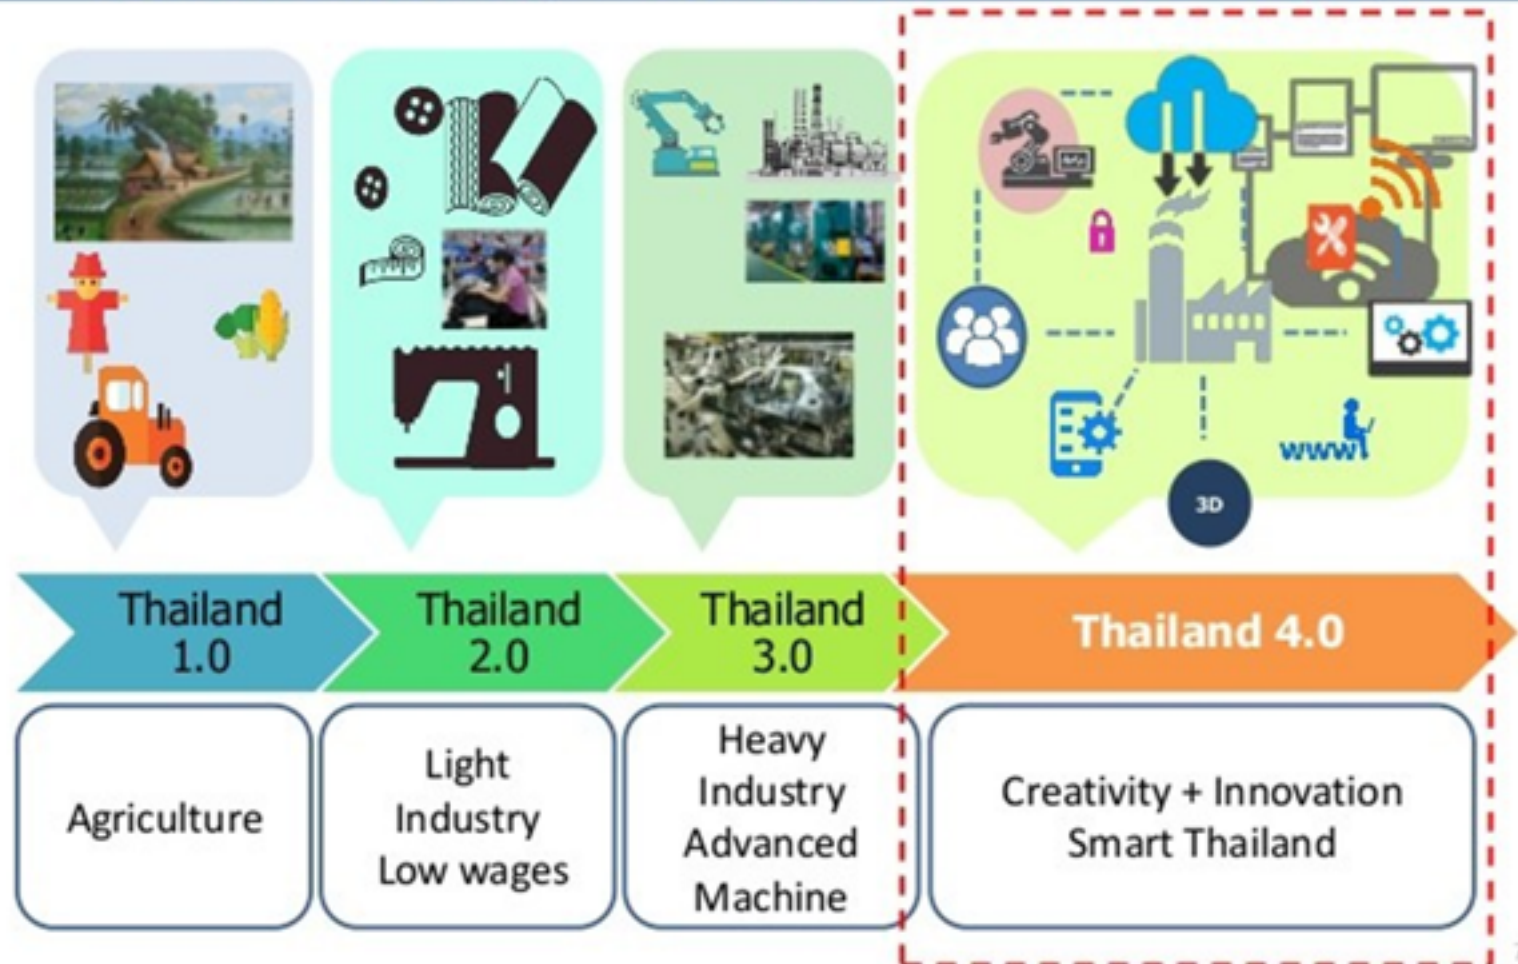 3D
www
Thailand
1.0
Thailand
2.0
Thailand
3.0
Thailand 4.0
Agriculture
Light
Industry
Low wages
Heavy
Industry
Advanced
Machine
Creativity + Innovation
Smart Thailand